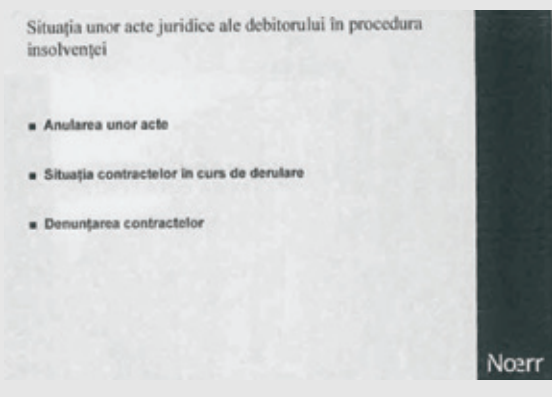 Situația unor acte juridice ale debitorului în procedura
insolvenței
Anularea unor acte
Situația contractelor în curs de derulare
Denunțarea contractelor
Noerr